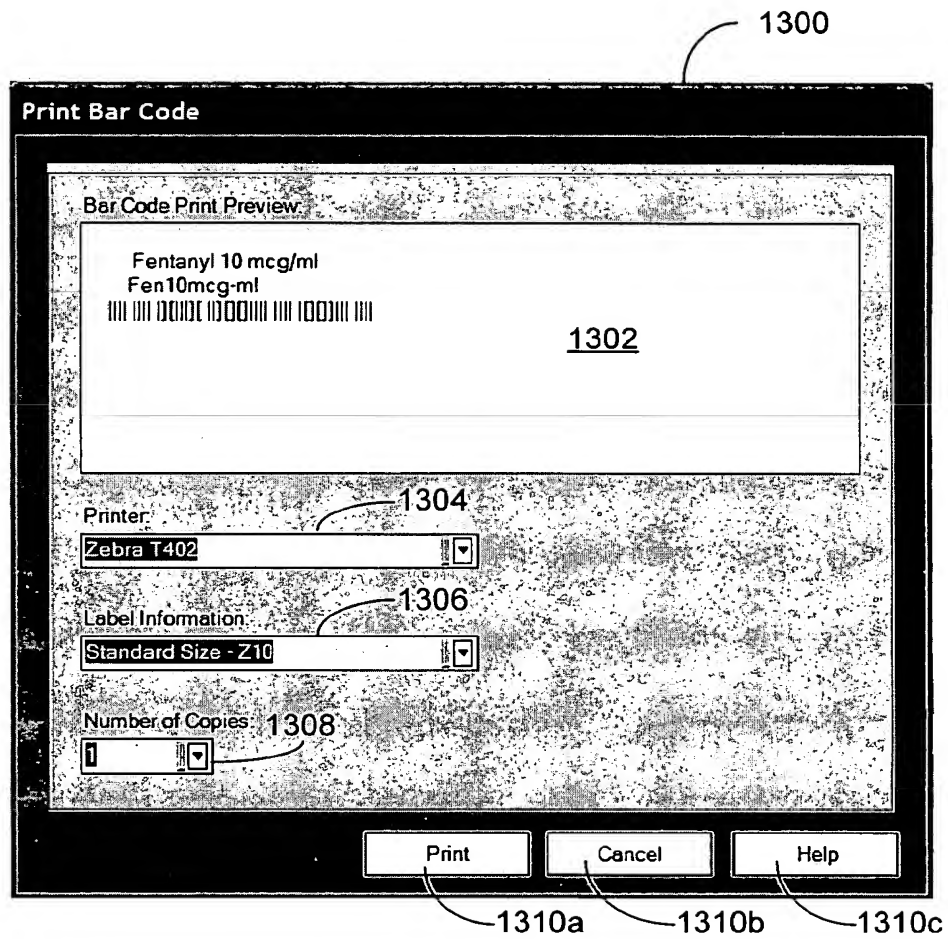 1300
Print Bar Code
Bar Code Print Preview:
Fentanyl 10 mcg/ml
Fen10mcg-ml
1302
Printer:
1304
Zebra T402
Label Information:
1306
Standard Size - Z10
Number of Copies:
1308
1
Print
Cancel
Help
1310a
1310b
1310c